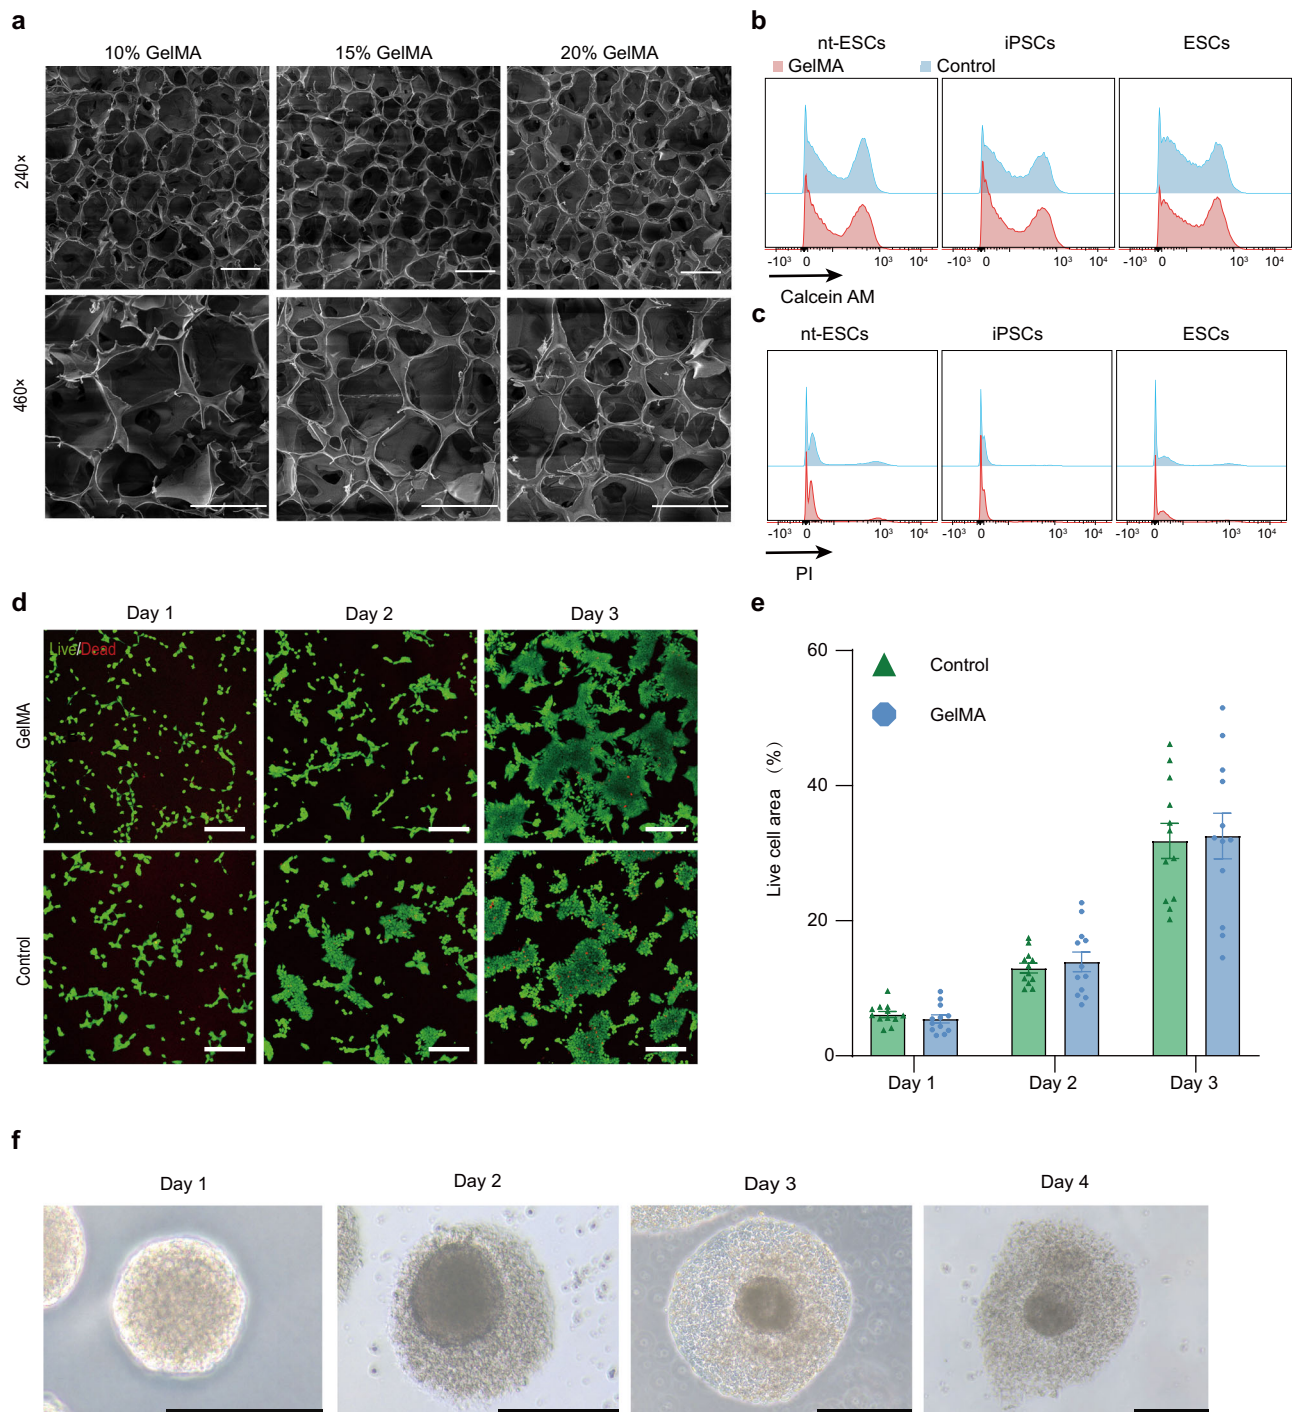 a
10% GelMA 15% GelMA 20% GelMA
240×
460×
b
nt-ESCs iPSCs ESCs
GelMA Control
-10³ 0 10³ 10⁴ -10³ 0 10³ 10⁴ -10³ 0 10³ 10⁴
Calcein AM
c
nt-ESCs iPSCs ESCs
-10³ 0 10³ 10⁴ -10³ 0 10³ 10⁴ -10³ 0 10³ 10⁴
PI
d
Day 1 Day 2 Day 3
Live/Dead
GelMA
Control
e
Live cell area (%)
60
40
20
0
Control
GelMA
Day 1 Day 2 Day 3
f
Day 1 Day 2 Day 3 Day 4